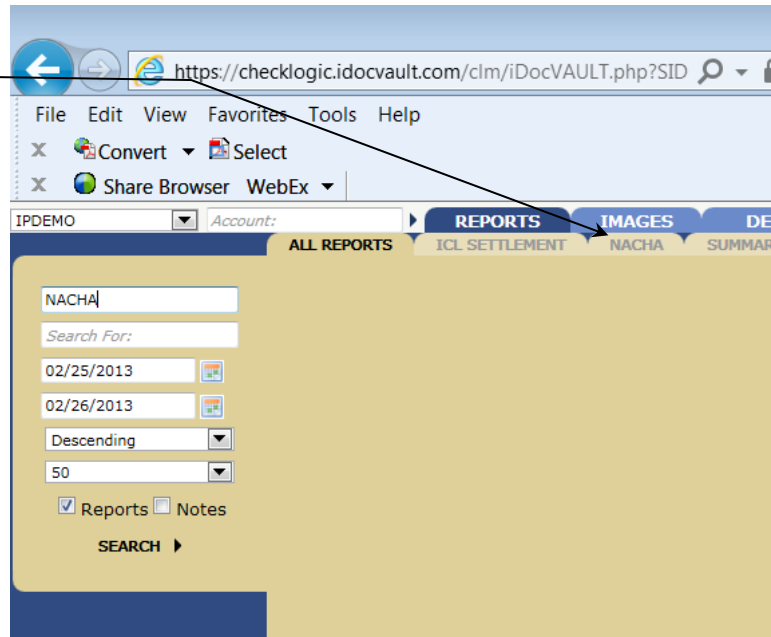 https://checklogic.idocvault.com/clm/iDocVAULT.php?SID
File Edit View Favorites Tools Help
X Convert Select
X Share Browser WebEx
IPDEMO Account: REPORTS IMAGES DE
ALL REPORTS ICL SETTLEMENT NACHA SUMMAR
NACHA
Search For:
02/25/2013
02/26/2013
Descending
50
Reports Notes
SEARCH